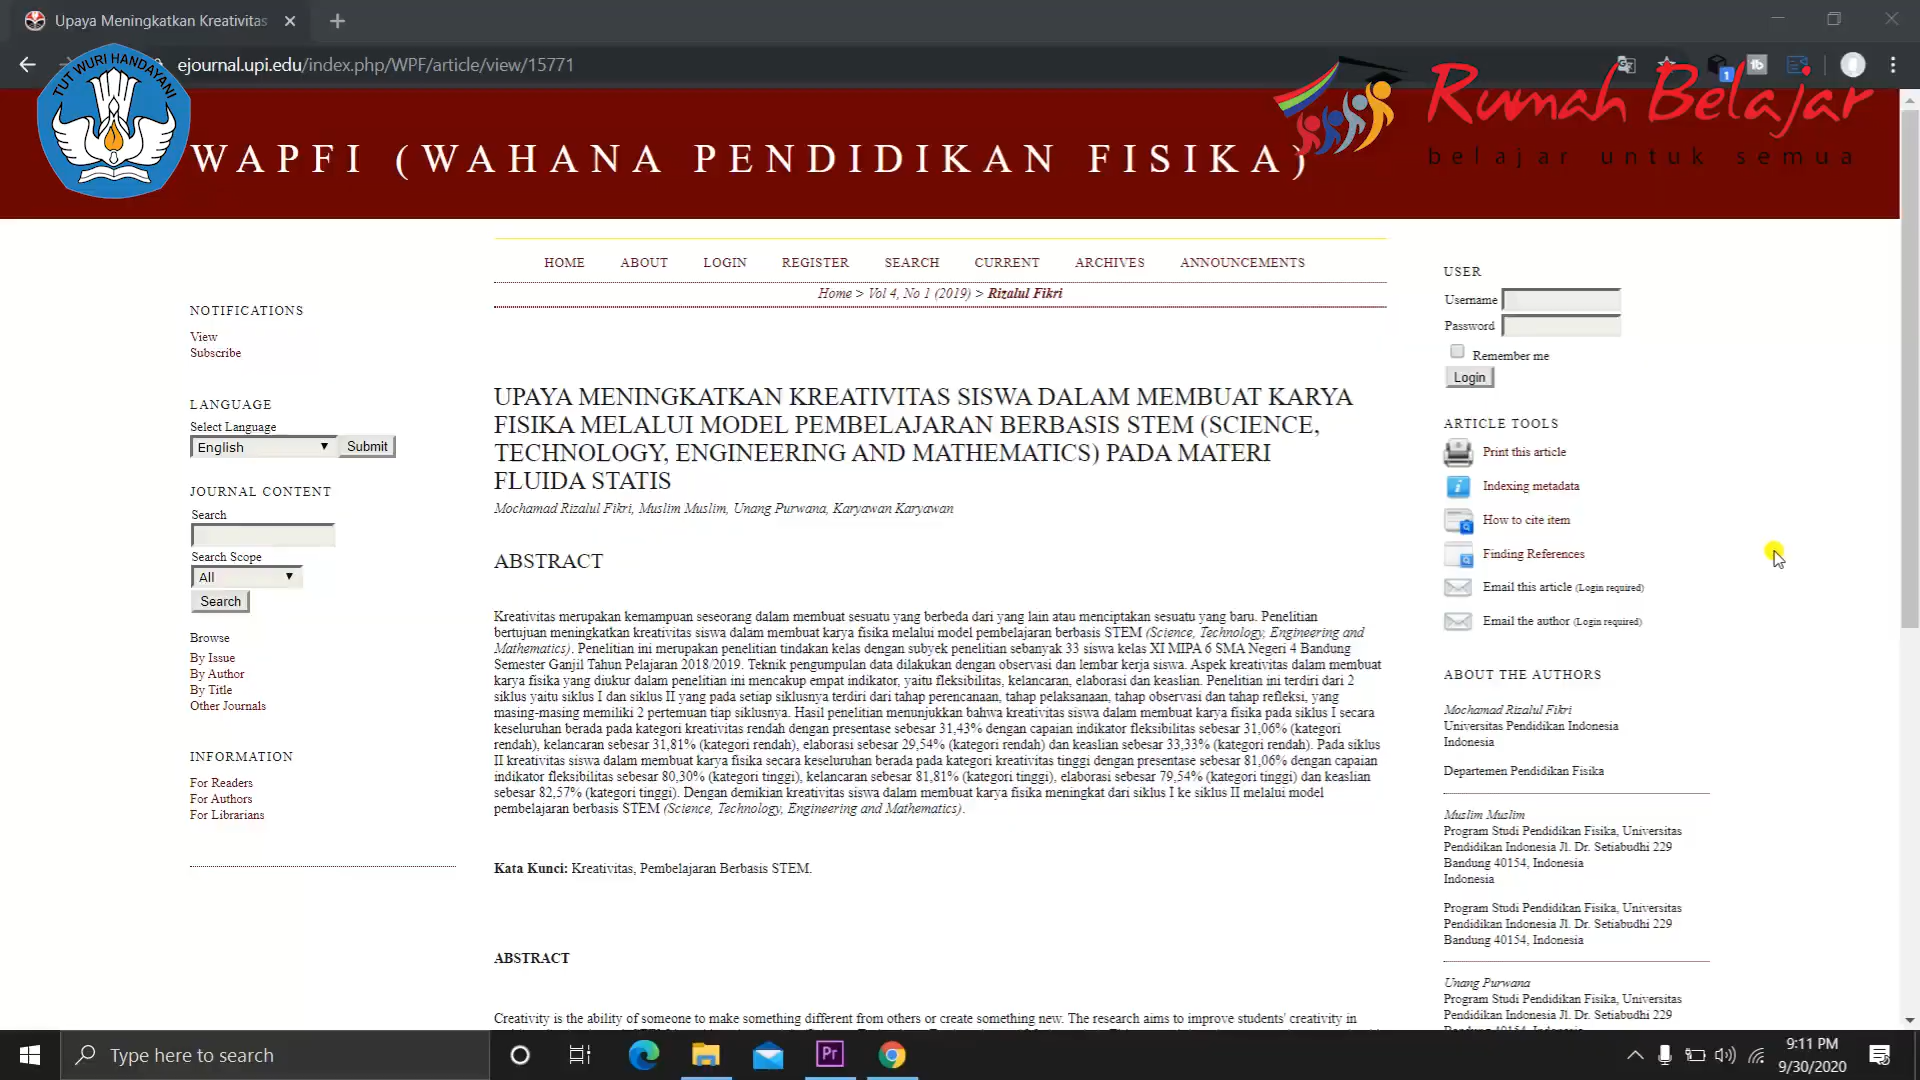 Upaya Meningkatkan Kreativitas
ejournal.upi.edu/index.php/WPF/article/view/15771
TUT WURI HANDAYANI
Rumah Belajar
belajar untuk semua
WAPFI (WAHANA PENDIDIKAN FISIKA)
HOME ABOUT LOGIN REGISTER SEARCH CURRENT ARCHIVES ANNOUNCEMENTS
Home > Vol 4, No 1 (2019) > Rizalul Fikri
NOTIFICATIONS
View
Subscribe
LANGUAGE
Select Language
English Submit
JOURNAL CONTENT
Search
Search Scope
All
Search
Browse
By Issue
By Author
By Title
Other Journals
INFORMATION
For Readers
For Authors
For Librarians
UPAYA MENINGKATKAN KREATIVITAS SISWA DALAM MEMBUAT KARYA
FISIKA MELALUI MODEL PEMBELAJARAN BERBASIS STEM (SCIENCE,
TECHNOLOGY, ENGINEERING AND MATHEMATICS) PADA MATERI
FLUIDA STATIS
Mochamad Rizalul Fikri, Muslim Muslim, Unang Purwana, Karyawan Karyawan
ABSTRACT
Kreativitas merupakan kemampuan seseorang dalam membuat sesuatu yang berbeda dari yang lain atau menciptakan sesuatu yang baru. Penelitian
bertujuan meningkatkan kreativitas siswa dalam membuat karya fisika melalui model pembelajaran berbasis STEM (Science, Technology, Engineering and
Mathematics). Penelitian ini merupakan penelitian tindakan kelas dengan subyek penelitian sebanyak 33 siswa kelas XI MIPA 6 SMA Negeri 4 Bandung
Semester Ganjil Tahun Pelajaran 2018/2019. Teknik pengumpulan data dilakukan dengan observasi dan lembar kerja siswa. Aspek kreativitas dalam membuat
karya fisika yang diukur dalam penelitian ini mencakup empat indikator, yaitu fleksibilitas, kelancaran, elaborasi dan keaslian. Penelitian ini terdiri dari 2
siklus yaitu siklus I dan siklus II yang pada setiap siklusnya terdiri dari tahap perencanaan, tahap pelaksanaan, tahap observasi dan tahap refleksi, yang
masing-masing memiliki 2 pertemuan tiap siklusnya. Hasil penelitian menunjukkan bahwa kreativitas siswa dalam membuat karya fisika pada siklus I secara
keseluruhan berada pada kategori kreativitas rendah dengan presentase sebesar 31,43% dengan capaian indikator fleksibilitas sebesar 31,06% (kategori
rendah), kelancaran sebesar 31,81% (kategori rendah), elaborasi sebesar 29,54% (kategori rendah) dan keaslian sebesar 33,33% (kategori rendah). Pada siklus
II kreativitas siswa dalam membuat karya fisika secara keseluruhan berada pada kategori kreativitas tinggi dengan presentase sebesar 81,06% dengan capaian
indikator fleksibilitas sebesar 80,30% (kategori tinggi), kelancaran sebesar 81,81% (kategori tinggi), elaborasi sebesar 79,54% (kategori tinggi) dan keaslian
sebesar 82,57% (kategori tinggi). Dengan demikian kreativitas siswa dalam membuat karya fisika meningkat dari siklus I ke siklus II melalui model
pembelajaran berbasis STEM (Science, Technology, Engineering and Mathematics).
Kata Kunci: Kreativitas, Pembelajaran Berbasis STEM.
ABSTRACT
Creativity is the ability of someone to make something different from others or create something new. The research aims to improve students' creativity in
USER
Username
Password
Remember me
Login
ARTICLE TOOLS
Print this article
Indexing metadata
How to cite item
Finding References
Email this article (Login required)
Email the author (Login required)
ABOUT THE AUTHORS
Mochamad Rizalul Fikri
Universitas Pendidikan Indonesia
Indonesia
Departemen Pendidikan Fisika
Muslim Muslim
Program Studi Pendidikan Fisika, Universitas
Pendidikan Indonesia Jl. Dr. Setiabudhi 229
Bandung 40154, Indonesia
Indonesia
Program Studi Pendidikan Fisika, Universitas
Pendidikan Indonesia Jl. Dr. Setiabudhi 229
Bandung 40154, Indonesia
Unang Purwana
Program Studi Pendidikan Fisika, Universitas
Pendidikan Indonesia Jl. Dr. Setiabudhi 229
Type here to search
Pr
9:11 PM
9/30/2020